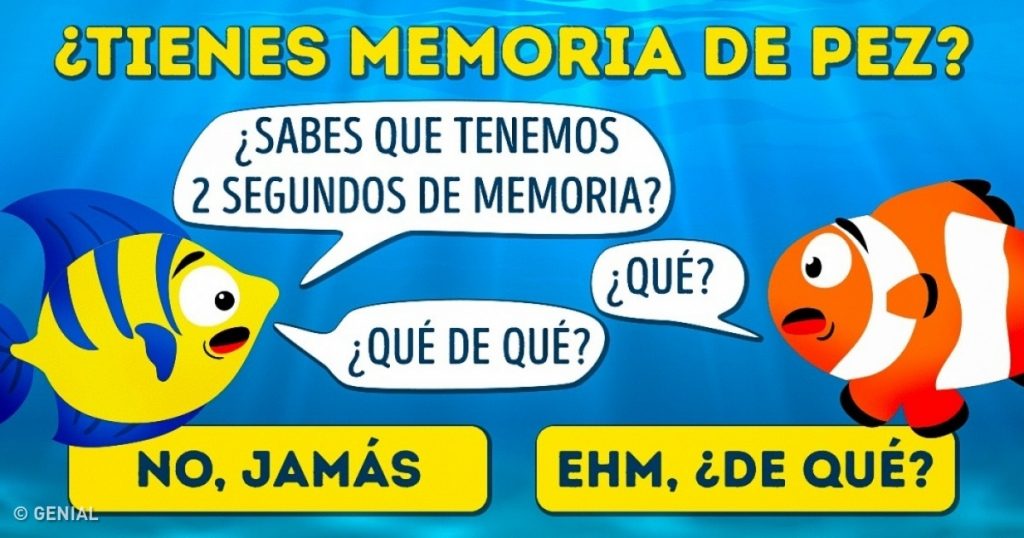 ¿TIENES MEMORIA DE PEZ?
¿SABES QUE TENEMOS
2 SEGUNDOS DE MEMORIA?
¿QUÉ?
¿QUÉ DE QUÉ?
NO, JAMÁS
EHM, ¿DE QUÉ?
© GENIAL